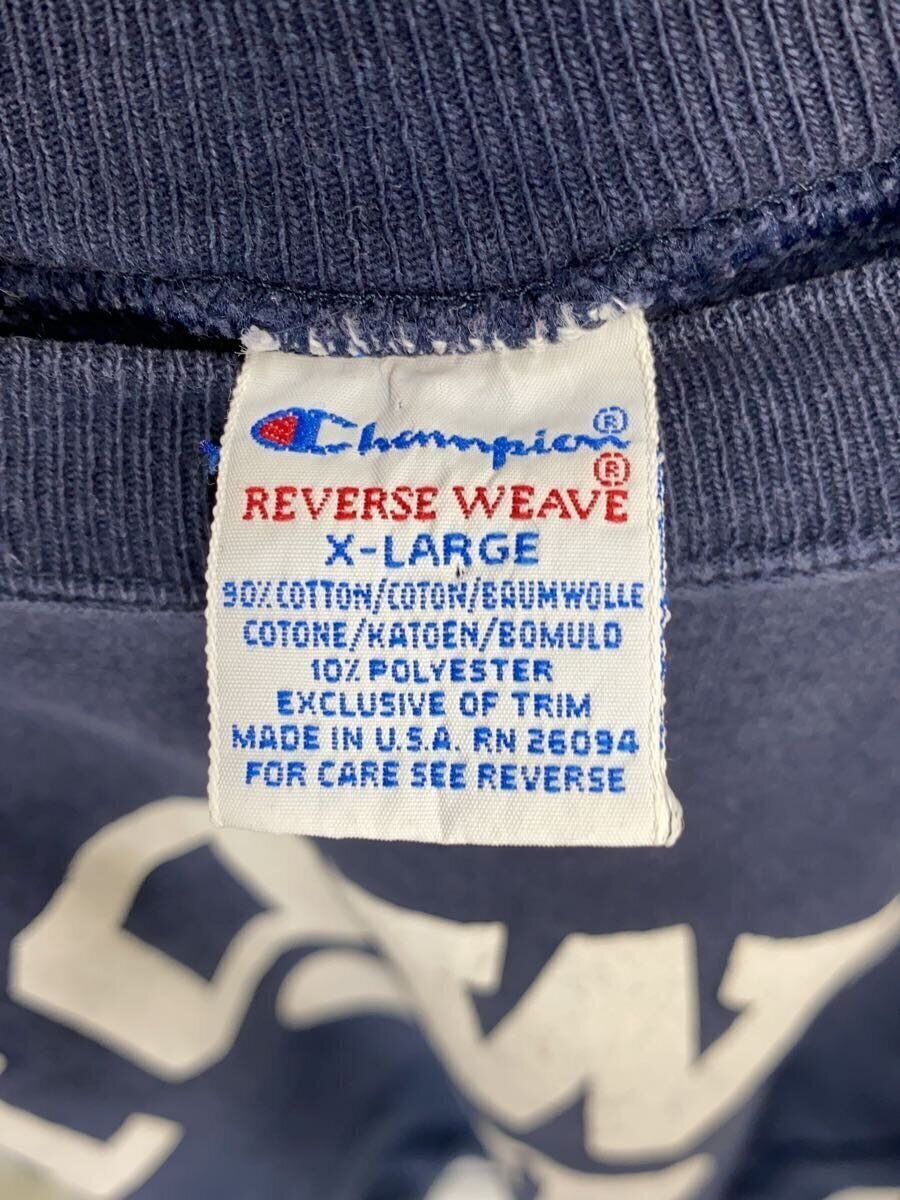 Champion®
REVERSE WEAVE®
X-LARGE
90% COTTON/COTON/BAUMWOLLE
COTONE/KATOEN/BOMULD
10% POLYESTER
EXCLUSIVE OF TRIM
MADE IN U.S.A. RN 26094
FOR CARE SEE REVERSE